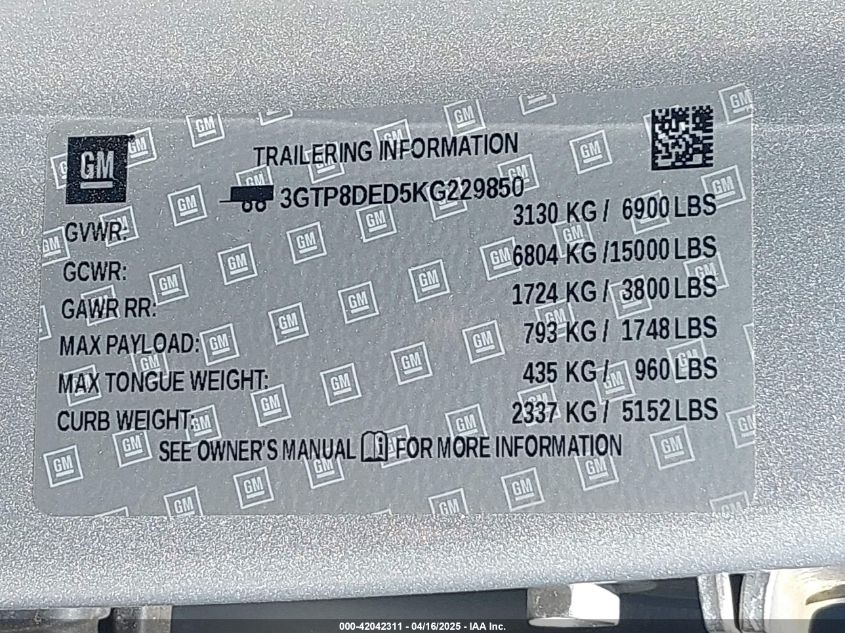 GM
TRAILERING INFORMATION
3GTP8DED5KG229850
GVWR: 3130 KG / 6900 LBS
GCWR: 6804 KG /15000 LBS
GAWR RR: 1724 KG / 3800 LBS
MAX PAYLOAD: 793 KG / 1748 LBS
MAX TONGUE WEIGHT: 435 KG / 960 LBS
CURB WEIGHT: 2337 KG / 5152 LBS
SEE OWNER'S MANUAL FOR MORE INFORMATION
000-42042311 - 04/16/2025 - IAA Inc.